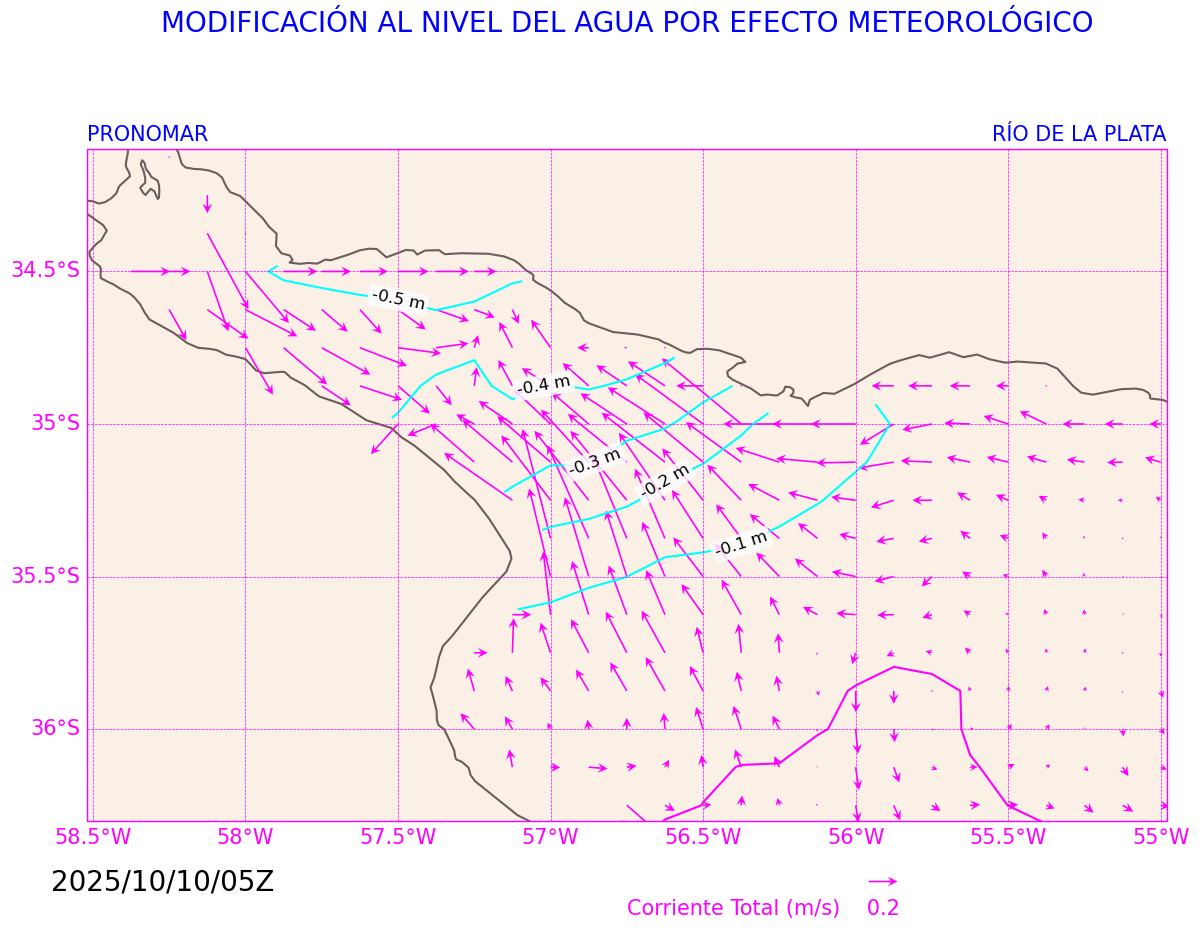 MODIFICACIÓN AL NIVEL DEL AGUA POR EFECTO METEOROLÓGICO
PRONOMAR RÍO DE LA PLATA
34.5°S
-0.5 m
-0.4 m
35°S
-0.3 m
-0.2 m
-0.1 m
35.5°S
36°S
58.5°W 58°W 57.5°W 57°W 56.5°W 56°W 55.5°W 55°W
2025/10/10/05Z
Corriente Total (m/s) 0.2